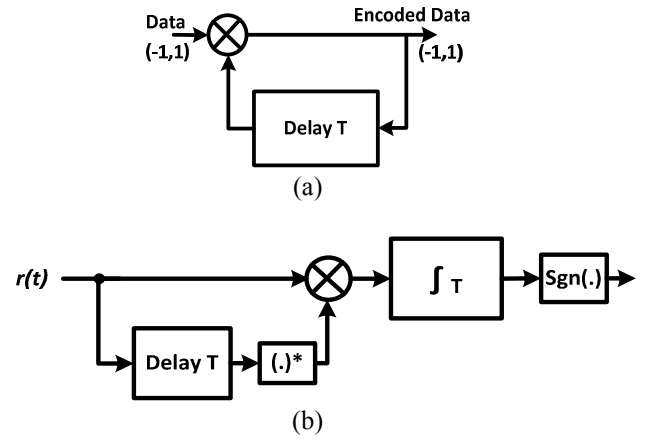 Data
(-1,1)
Encoded Data
(-1,1)
Delay T
(a)
r(t)
∫ T
Sgn(.)
Delay T
(.)*
(b)